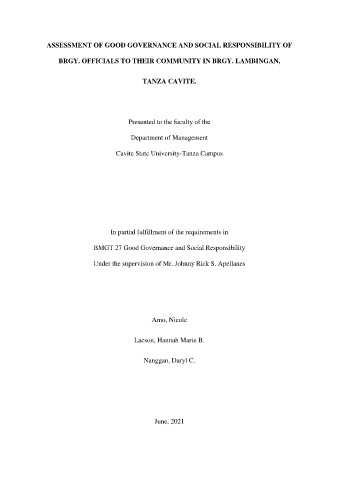 ASSESSMENT OF GOOD GOVERNANCE AND SOCIAL RESPONSIBILITY OF
BRGY. OFFICIALS TO THEIR COMMUNITY IN BRGY. LAMBINGAN,
TANZA CAVITE.
Presented to the faculty of the
Department of Management
Cavite State University-Tanza Campus
In partial fulfillment of the requirements in
BMGT 27 Good Governance and Social Responsibility
Under the supervision of Mr. Johnny Rick S. Apellanes
Arno, Nicole
Lacson, Hannah Marie B.
Nanggan, Daryl C.
June, 2021